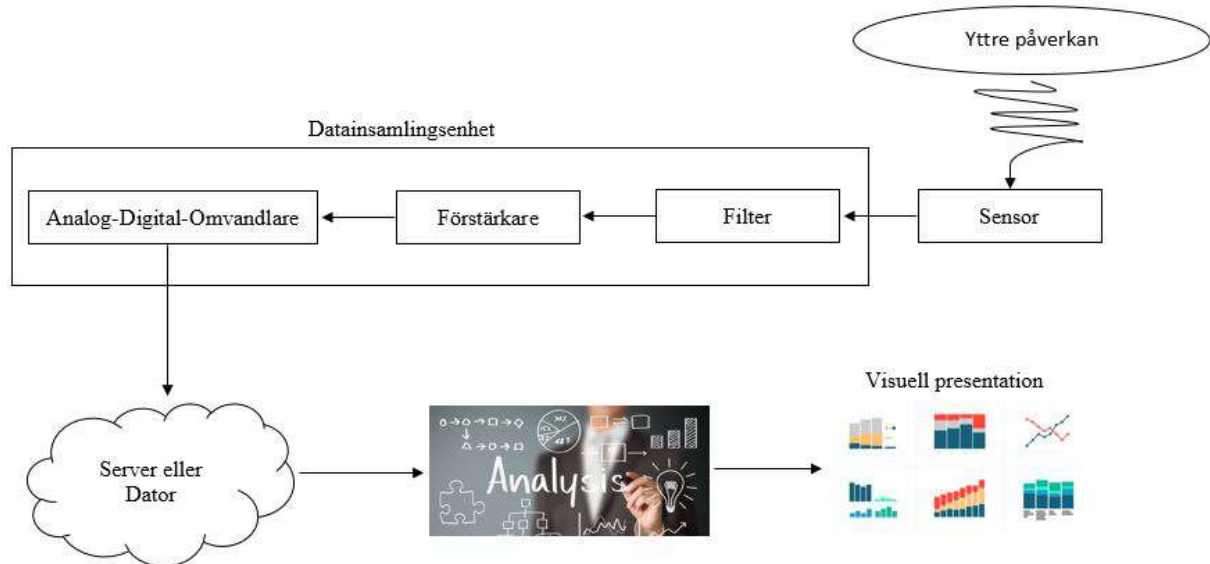 Yttre påverkan
Datainsamlingsenhet
Analog-Digital-Omvandlare
Förstärkare
Filter
Sensor
Server eller
Dator
Analysis
Visuell presentation